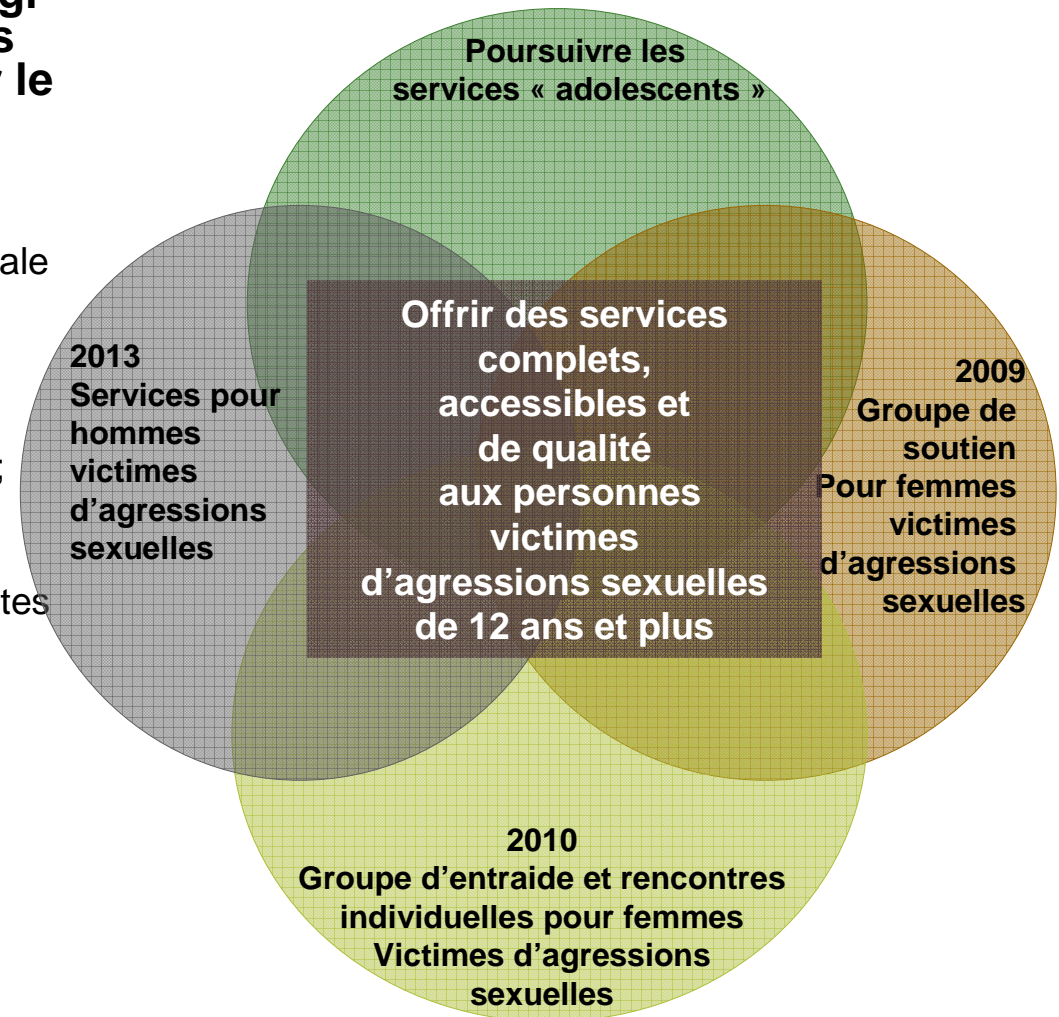 Poursuivre les
services « adolescents »
Offrir des services
complets,
accessibles et
de qualité
aux personnes
victimes
d’agressions sexuelles
de 12 ans et plus
2013
Services pour
hommes
victimes
d’agressions
sexuelles
2009
Groupe de
soutien
Pour femmes
victimes
d’agressions
sexuelles
2010
Groupe d’entraide et rencontres
individuelles pour femmes
Victimes d’agressions
sexuelles
le